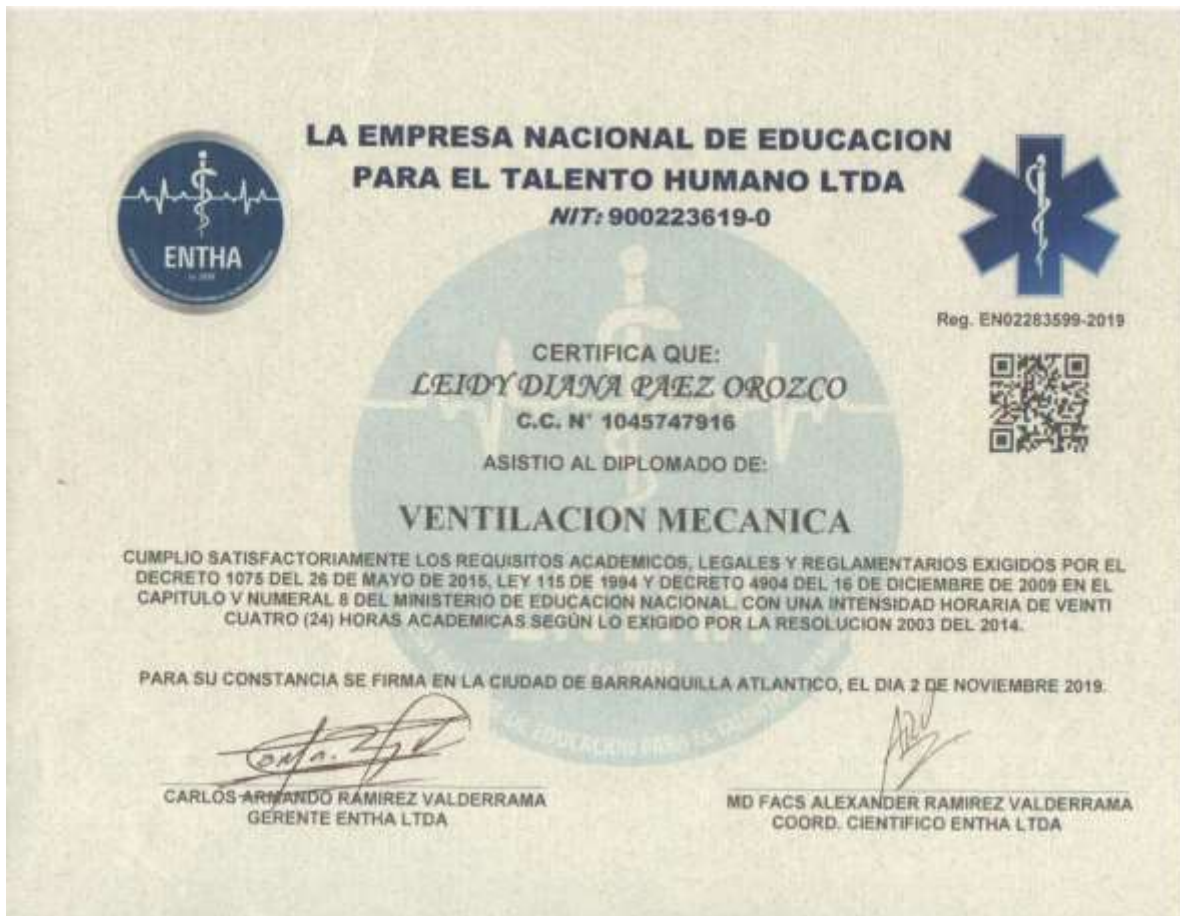 LA EMPRESA NACIONAL DE EDUCACION
PARA EL TALENTO HUMANO LTDA
NIT: 900223619-0
ENTHA
Reg. EN02283599-2019
CERTIFICA QUE:
LEIDY DIANA PAEZ OROZCO
C.C. N° 1045747916
ASISTIO AL DIPLOMADO DE:
VENTILACION MECANICA
CUMPLIO SATISFACTORIAMENTE LOS REQUISITOS ACADEMICOS, LEGALES Y REGLAMENTARIOS EXIGIDOS POR EL
DECRETO 1075 DEL 26 DE MAYO DE 2015, LEY 115 DE 1994 Y DECRETO 4904 DEL 16 DE DICIEMBRE DE 2009 EN EL
CAPITULO V NUMERAL 8 DEL MINISTERIO DE EDUCACION NACIONAL. CON UNA INTENSIDAD HORARIA DE VEINTI
CUATRO (24) HORAS ACADEMICAS SEGÚN LO EXIGIDO POR LA RESOLUCION 2003 DEL 2014.
PARA SU CONSTANCIA SE FIRMA EN LA CIUDAD DE BARRANQUILLA ATLANTICO, EL DIA 2 DE NOVIEMBRE 2019.
DE EDUCACION PARA EL TALENTO
CARLOS ARMANDO RAMIREZ VALDERRAMA
GERENTE ENTHA LTDA
MD FACS ALEXANDER RAMIREZ VALDERRAMA
COORD. CIENTIFICO ENTHA LTDA